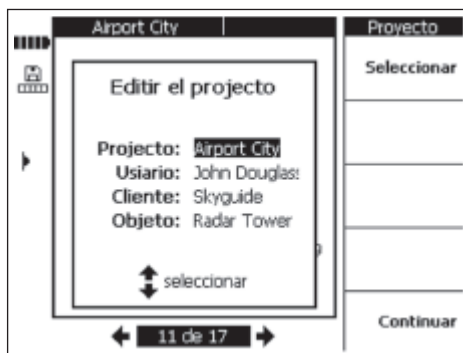 Airport City
Proyecto
Seleccionar
Editir el projecto
Projecto: Airport City
Usiario: John Douglas
Cliente: Skyguide
Objeto: Radar Tower
seleccionar
11 de 17
Continuar